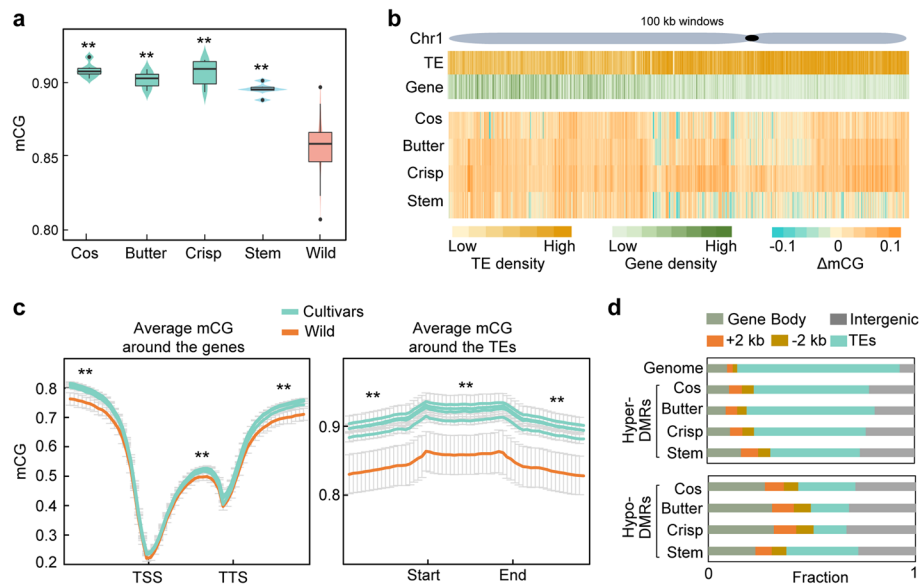 a
**
**
**
**
0.90
0.85
0.80
mCG
Cos
Butter
Crisp
Stem
Wild
b
100 kb windows
Chr1
TE
Gene
Cos
Butter
Crisp
Stem
Low High
TE density
Low High
Gene density
-0.1 0 0.1
ΔmCG
c
Cultivars
Wild
Average mCG
around the genes
Average mCG
around the TEs
**
**
**
**
**
**
0.8
0.7
0.6
0.5
0.4
0.3
0.2
mCG
TSS
TTS
0.9
0.8
Start
End
d
Gene Body
Intergenic
+2 kb
-2 kb
TEs
Genome
Hyper-
DMRs
Cos
Butter
Crisp
Stem
Hypo-
DMRs
Cos
Butter
Crisp
Stem
0 Fraction 1